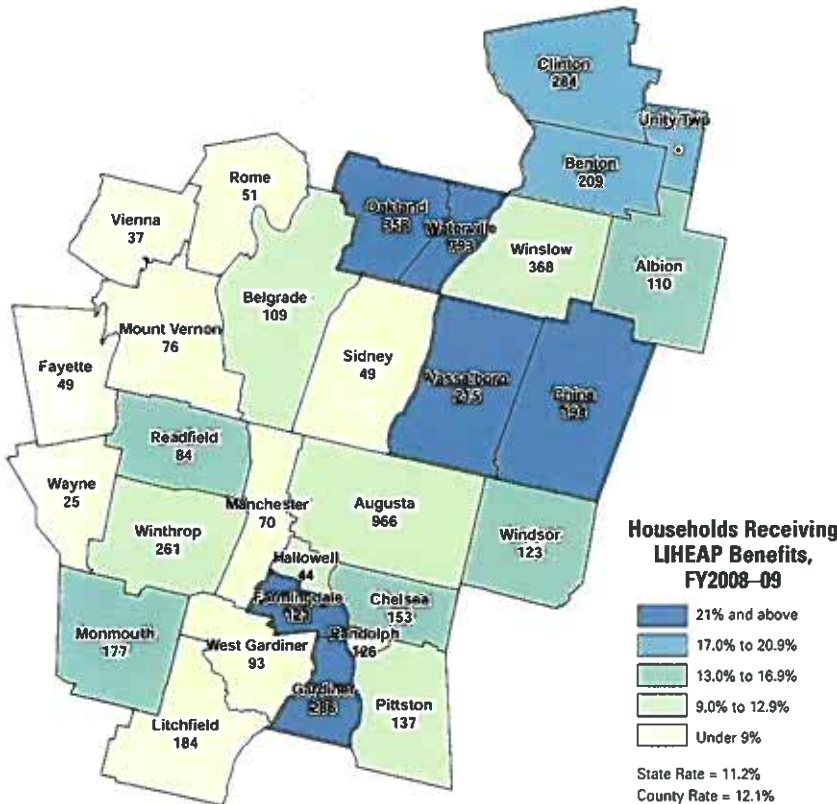 Clinton
284
Unity Twp
0
Benton
209
Rome
51
Oakland
Waterville
793
Vienna
37
Winslow
368
Albion
110
Belgrade
109
Mount Vernon
76
Sidney
49
Fayette
49
Vassalboro
215
China
Readfield
84
Wayne
25
Manchester
70
Augusta
966
Winthrop
261
Windsor
123
Hallowell
44
Farmingdale
Chelsea
153
Monmouth
177
West Gardiner
93
Randolph
126
Gardiner
Pittston
137
Litchfield
184
Households Receiving
LIHEAP Benefits,
FY2008–09
21% and above
17.0% to 20.9%
13.0% to 16.9%
9.0% to 12.9%
Under 9%
State Rate = 11.2%
County Rate = 12.1%